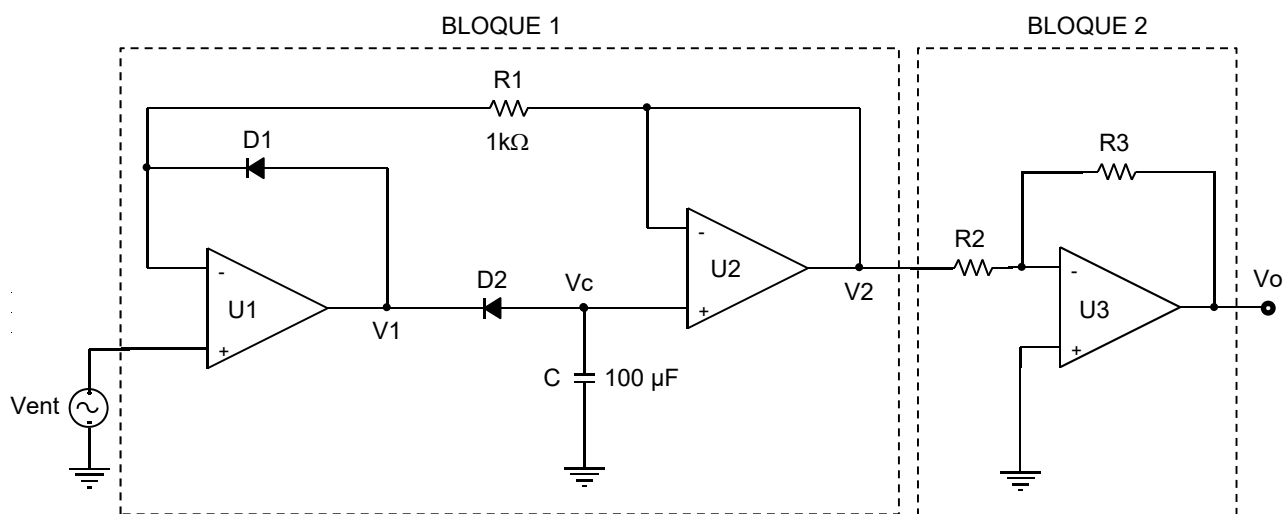 BLOQUE 1
BLOQUE 2
R1
1kΩ
D1
R3
R2
-
U1
+
V1
D2
Vc
-
U2
+
V2
-
U3
+
Vo
C 100 µF
Vent